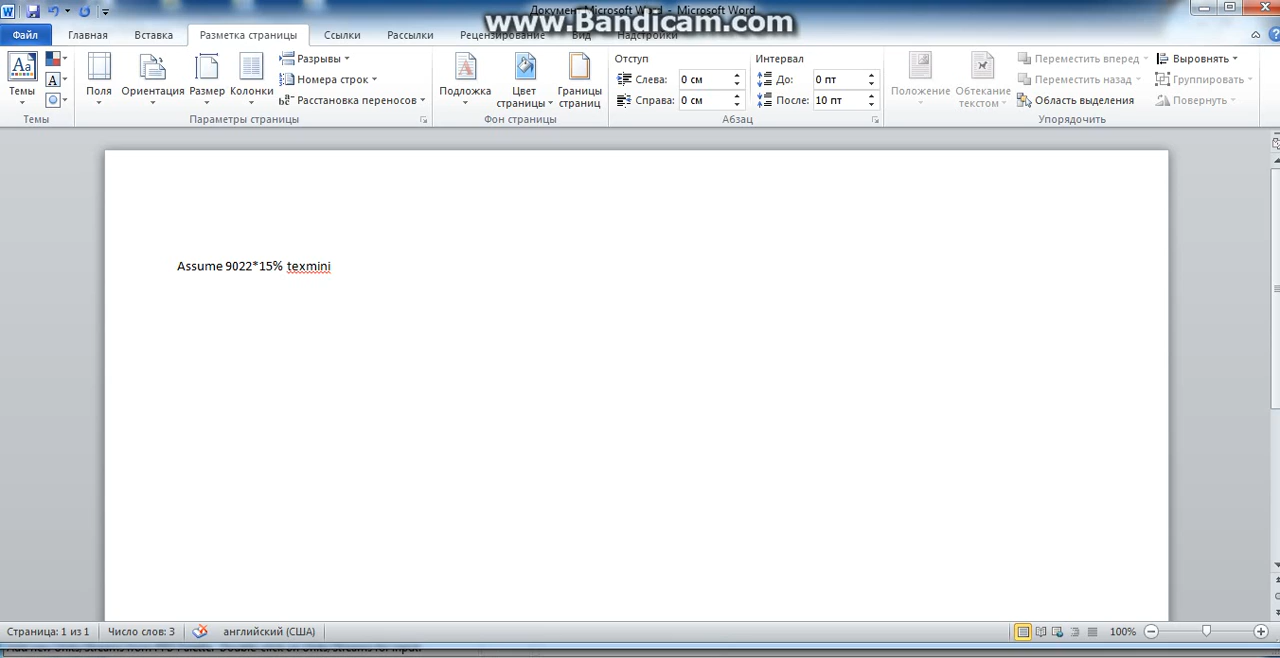 Документ Microsoft Word - Microsoft Word
www.Bandicam.com
Файл Главная Вставка Разметка страницы Ссылки Рассылки Рецензирование Вид Надстройки
Темы
Темы
Поля
Ориентация
Размер
Колонки
Разрывы
Номера строк
Расстановка переносов
Параметры страницы
Подложка
Цвет страницы
Границы страниц
Фон страницы
Отступ
Слева: 0 см
Справа: 0 см
Интервал
До: 0 пт
После: 10 пт
Абзац
Положение
Обтекание текстом
Переместить вперед
Переместить назад
Область выделения
Выровнять
Группировать
Повернуть
Упорядочить
Assume 9022*15% texmini
Страница: 1 из 1 Число слов: 3 английский (США) 100%